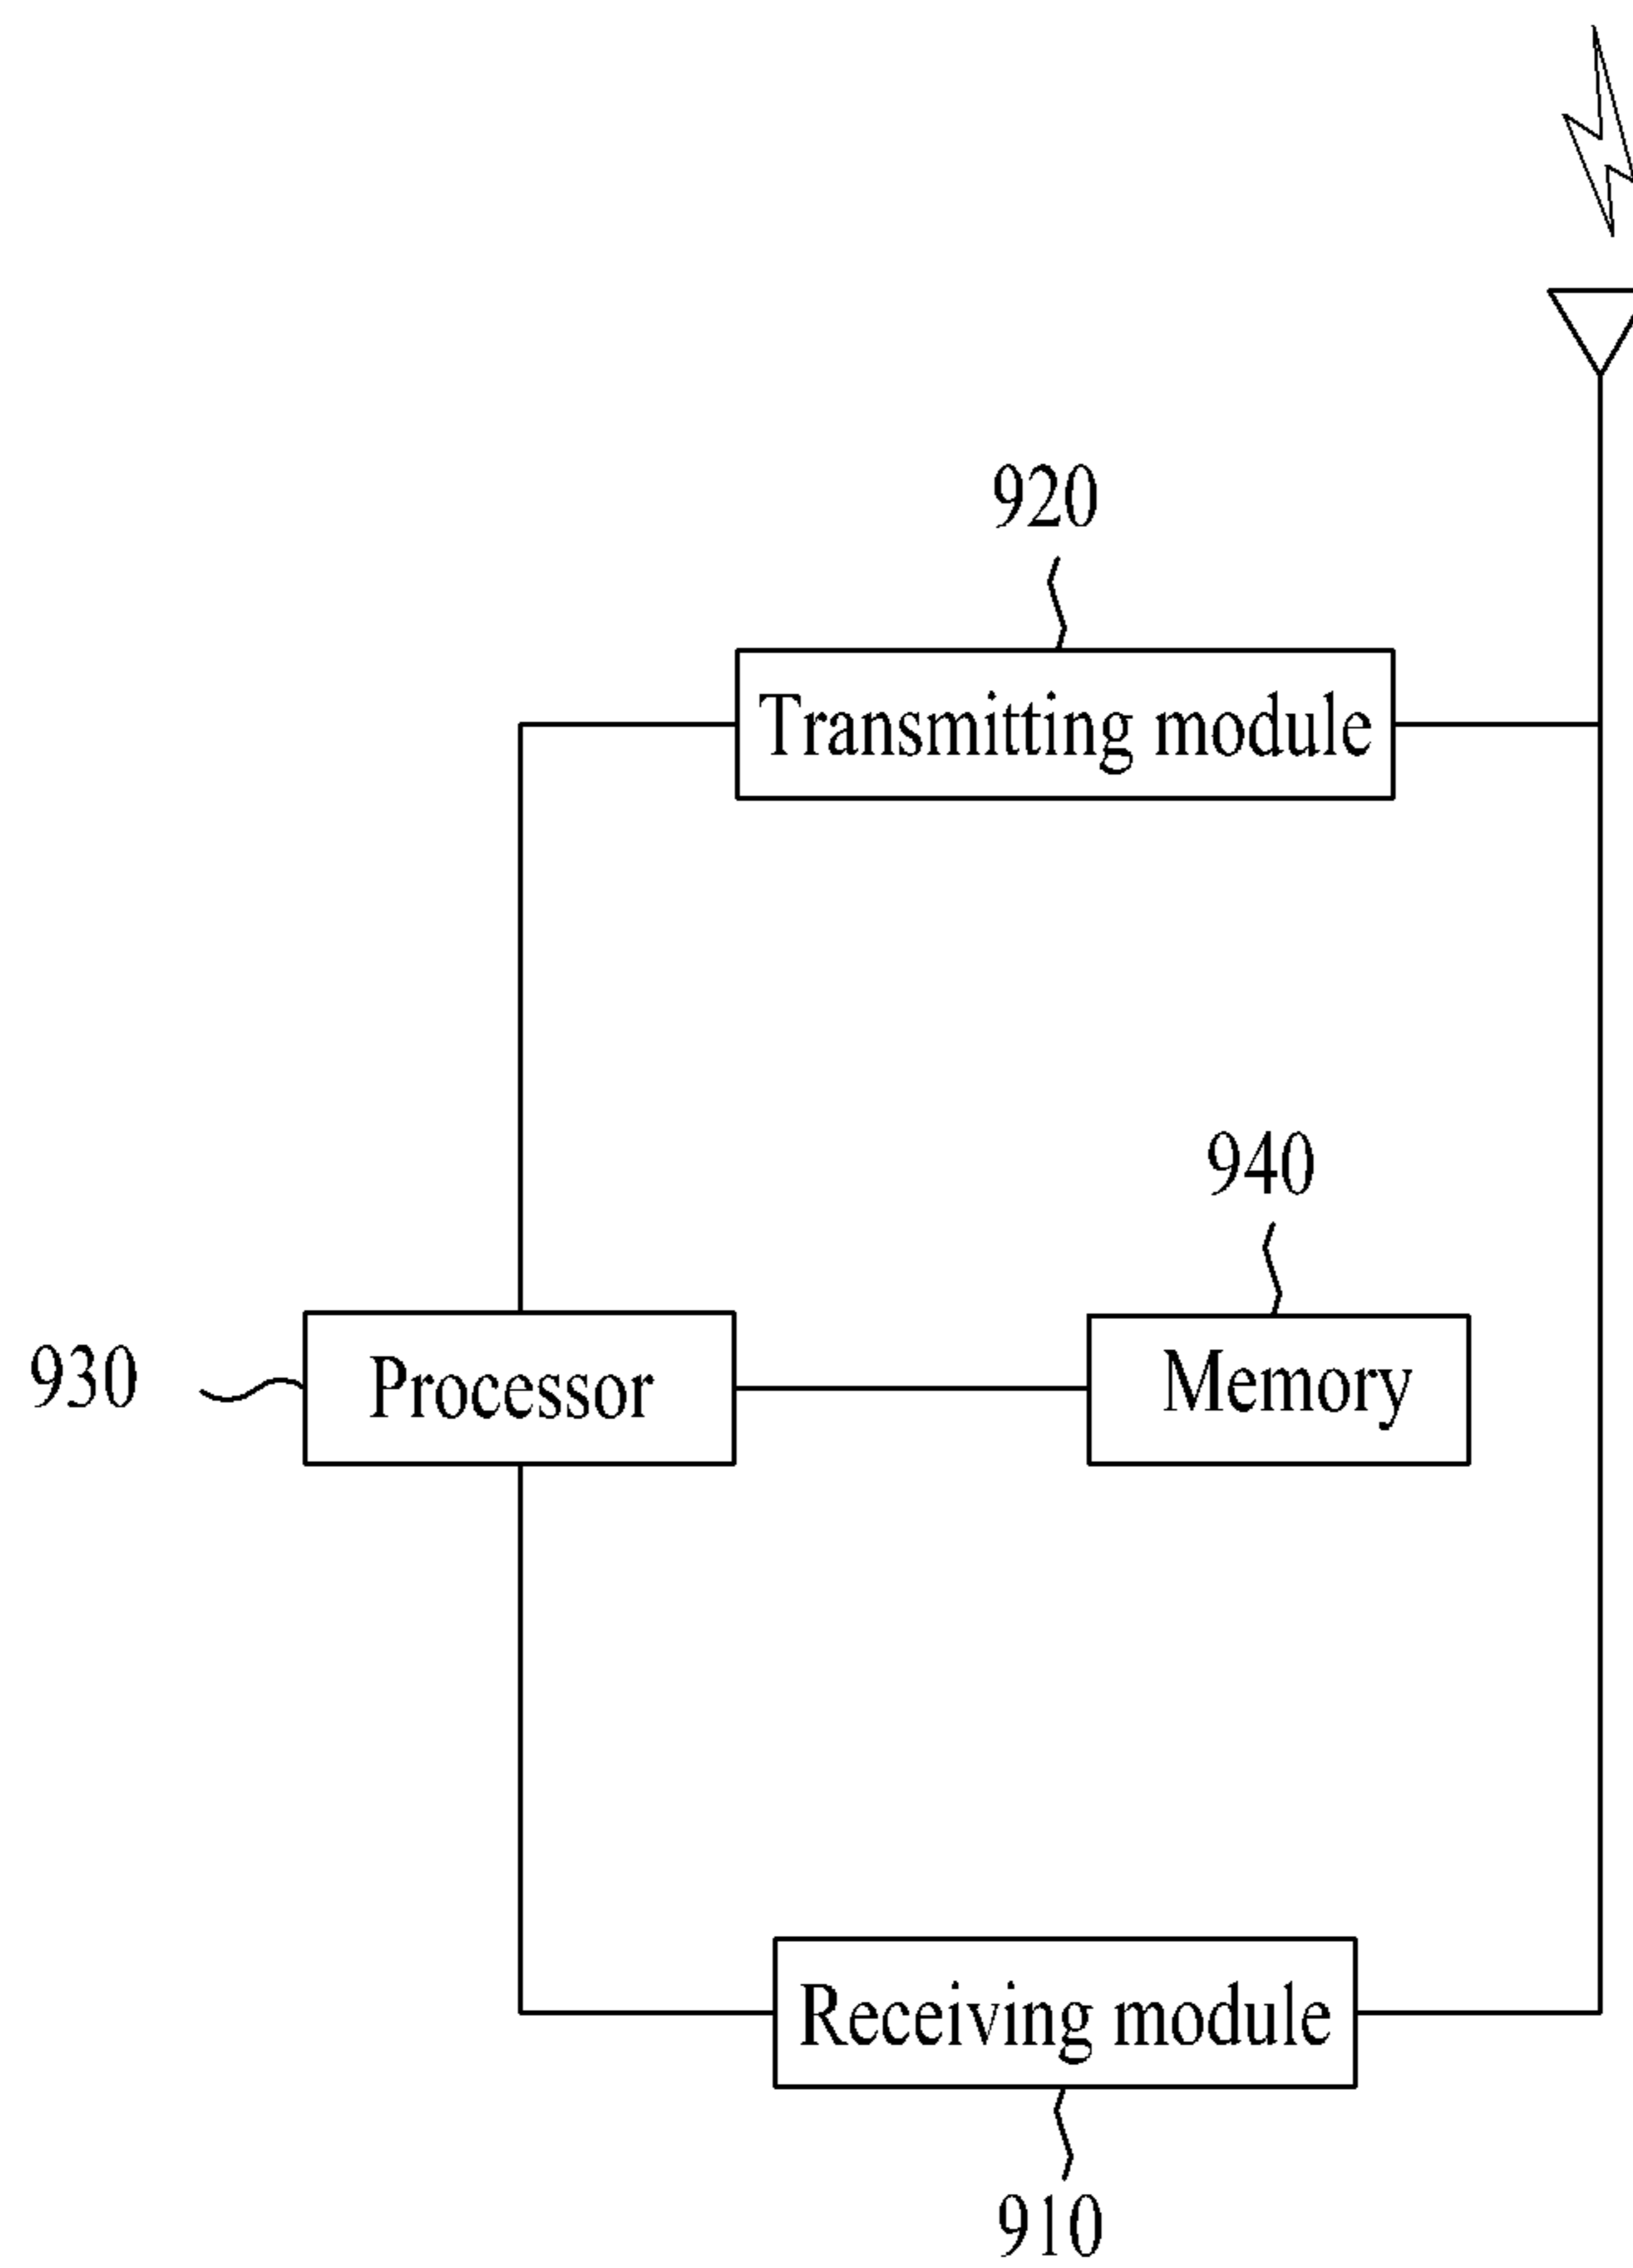 920
Transmitting module
940
930
Processor
Memory
Receiving module
910